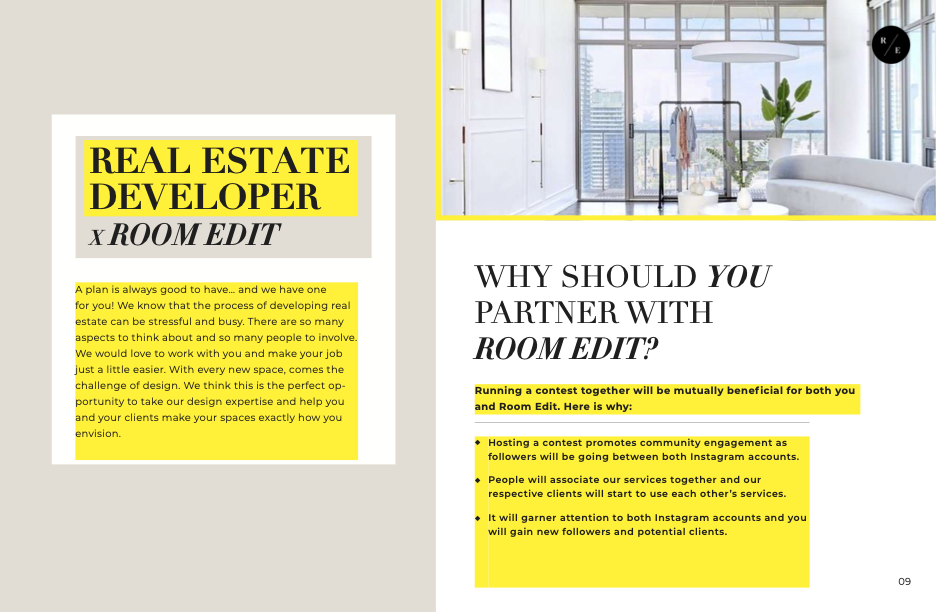 REAL ESTATE
DEVELOPER
X ROOM EDIT
A plan is always good to have... and we have one
for you! We know that the process of developing real
estate can be stressful and busy. There are so many
aspects to think about and so many people to involve.
We would love to work with you and make your job
just a little easier. With every new space, comes the
challenge of design. We think this is the perfect op-
portunity to take our design expertise and help you
and your clients make your spaces exactly how you
envision.
R / E
WHY SHOULD YOU
PARTNER WITH
ROOM EDIT?
Running a contest together will be mutually beneficial for both you
and Room Edit. Here is why:
◆ Hosting a contest promotes community engagement as
followers will be going between both Instagram accounts.
◆ People will associate our services together and our
respective clients will start to use each other’s services.
◆ It will garner attention to both Instagram accounts and you
will gain new followers and potential clients.
09